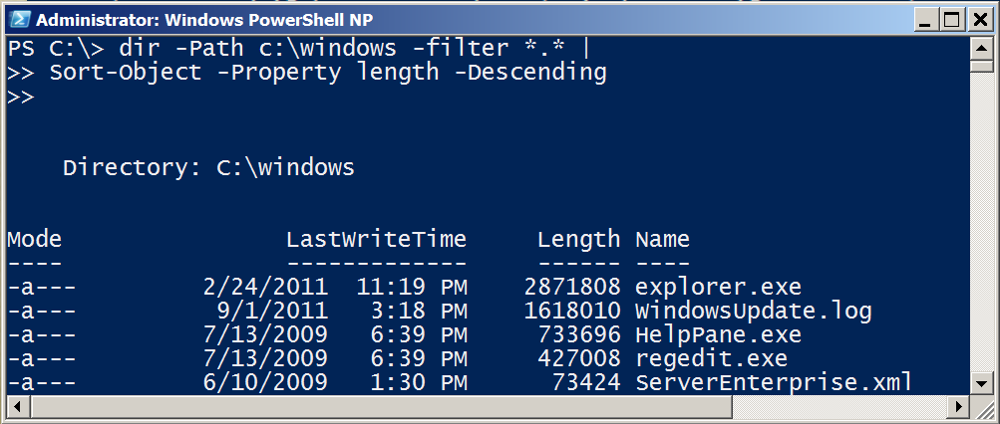 Administrator: Windows PowerShell NP
PS C:\> dir -Path c:\windows -filter *.* |
>> Sort-Object -Property length -Descending
>>
    Directory: C:\windows
Mode                LastWriteTime     Length Name
----                -------------     ------ ----
-a---         2/24/2011  11:19 PM    2871808 explorer.exe
-a---          9/1/2011   3:18 PM    1618010 WindowsUpdate.log
-a---         7/13/2009   6:39 PM     733696 HelpPane.exe
-a---         7/13/2009   6:39 PM     427008 regedit.exe
-a---         6/10/2009   1:30 PM      73424 ServerEnterprise.xml